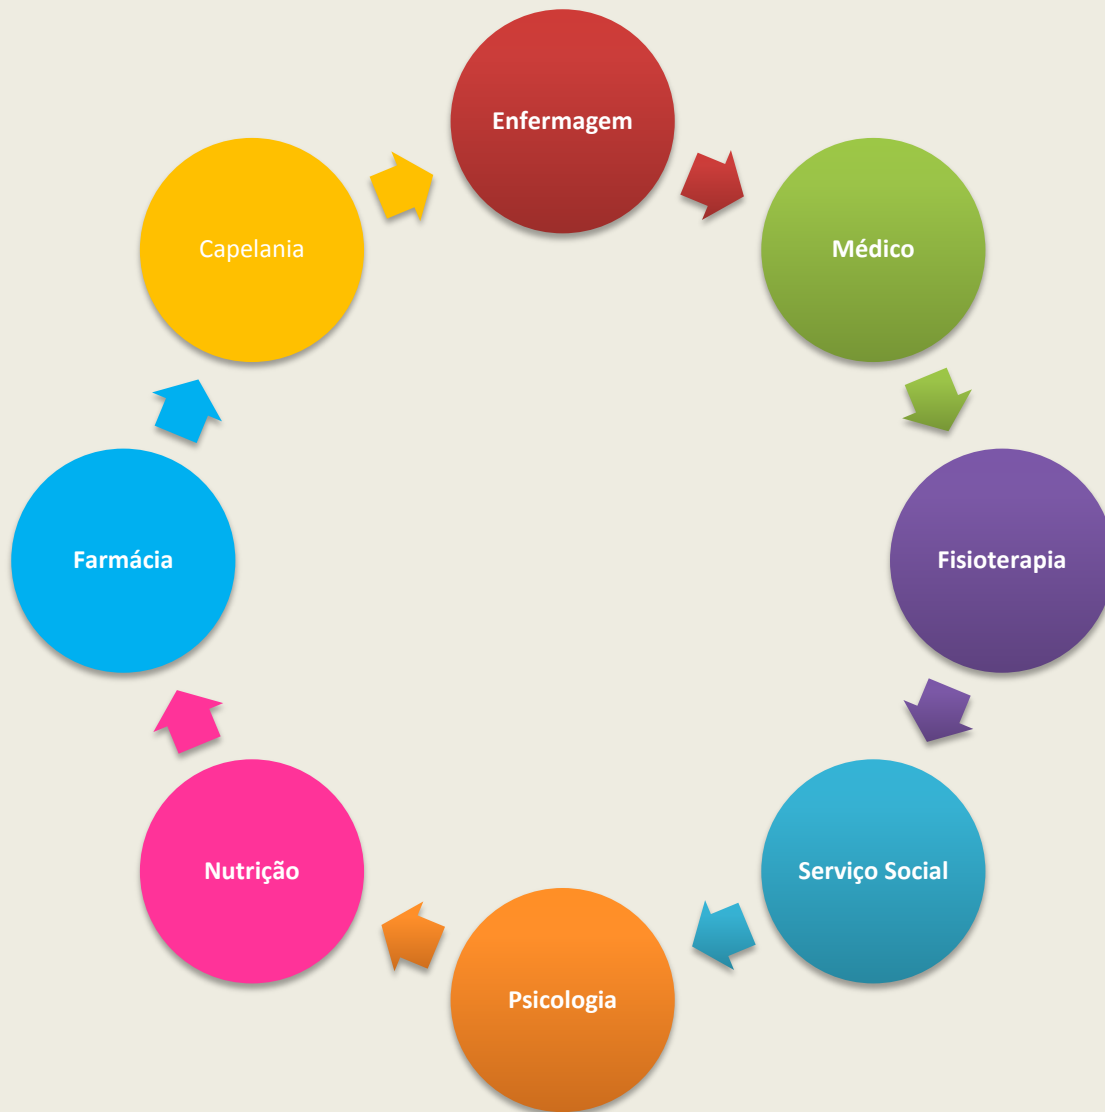 Enfermagem
Médico
Fisioterapia
Serviço Social
Psicologia
Nutrição
Farmácia
Capelania